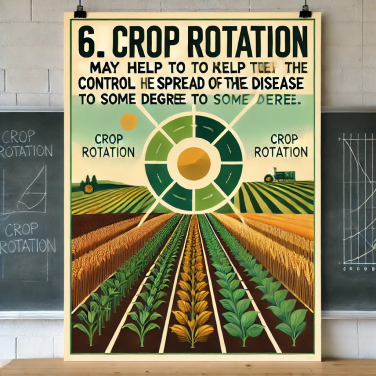 6. CROP ROTATION
MAY HELP TO TO KELP THE
CONTROL HE SPREAD OF THE DISEASE
TO SOME DEGREE TO SOME DEREE.
CROP
ROTATION
CROP
ROTATION
CROP
ROTATION
CROP
ROTATION